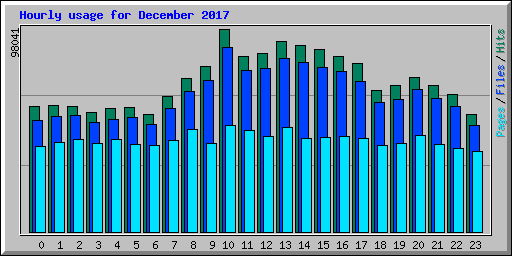 Hourly usage for December 2017
98041
Pages/Files/Hits
0 1 2 3 4 5 6 7 8 9 10 11 12 13 14 15 16 17 18 19 20 21 22 23